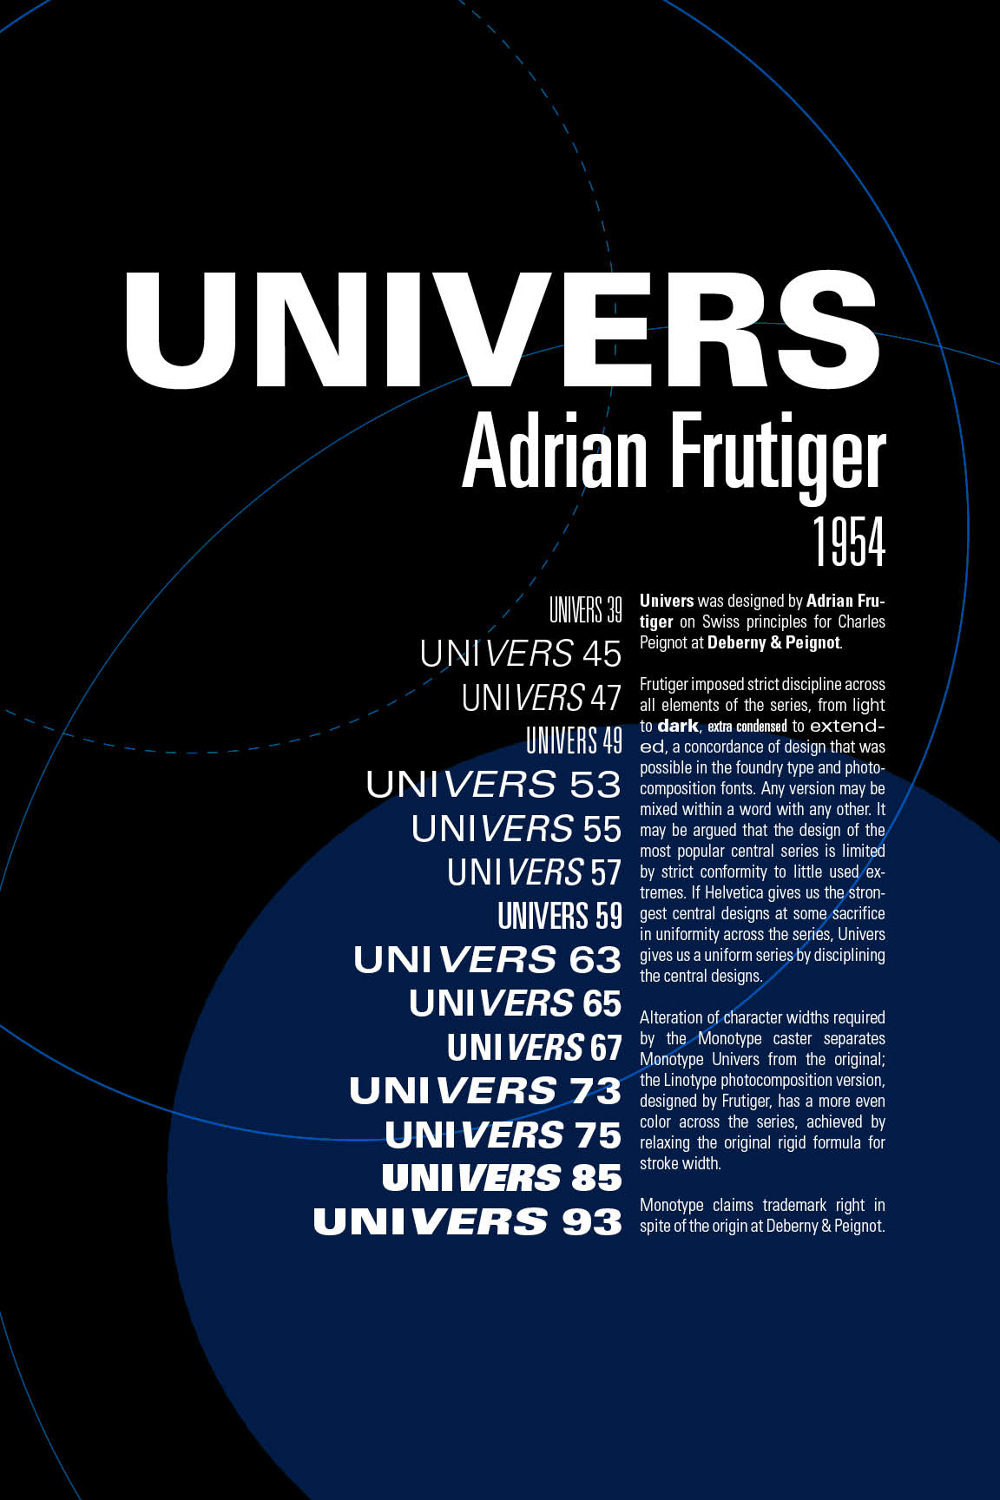 UNIVERS
Adrian Frutiger
1954
UNIVERS 39
UNIVERS 45
UNIVERS 47
UNIVERS 49
UNIVERS 53
UNIVERS 55
UNIVERS 57
UNIVERS 59
UNIVERS 63
UNIVERS 65
UNIVERS 67
UNIVERS 73
UNIVERS 75
UNIVERS 85
UNIVERS 93
Univers was designed by Adrian Fru-
tiger on Swiss principles for Charles
Peignot at Deberny & Peignot.
Frutiger imposed strict discipline across
all elements of the series, from light
to dark, extra condensed to extend-
ed, a concordance of design that was
possible in the foundry type and photo-
composition fonts. Any version may be
mixed within a word with any other. It
may be argued that the design of the
most popular central series is limited
by strict conformity to little used ex-
tremes. If Helvetica gives us the stron-
gest central designs at some sacrifice
in uniformity across the series, Univers
gives us a uniform series by disciplining
the central designs.
Alteration of character widths required
by the Monotype caster separates
Monotype Univers from the original;
the Linotype photocomposition version,
designed by Frutiger, has a more even
color across the series, achieved by
relaxing the original rigid formula for
stroke width.
Monotype claims trademark right in
spite of the origin at Deberny & Peignot.